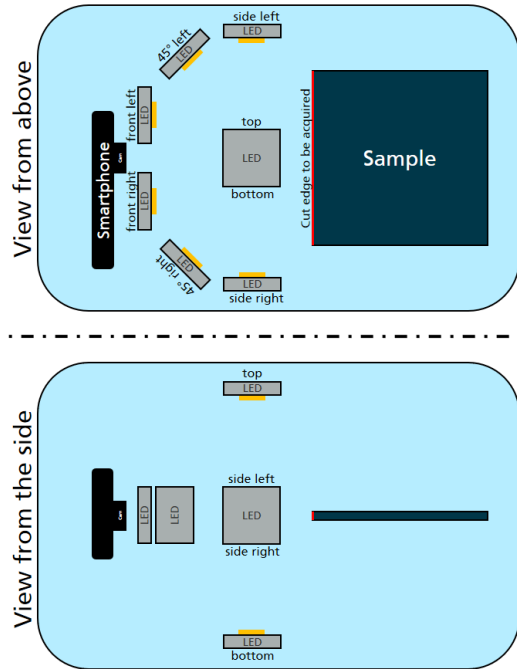 View from above
side left
LED
45° left
LED
front left
LED
Smartphone
Cam
front right
LED
top
LED
bottom
Cut edge to be acquired
Sample
45° right
LED
LED
side right
View from the side
top
LED
side left
Cam
LED
LED
LED
side right
LED
bottom